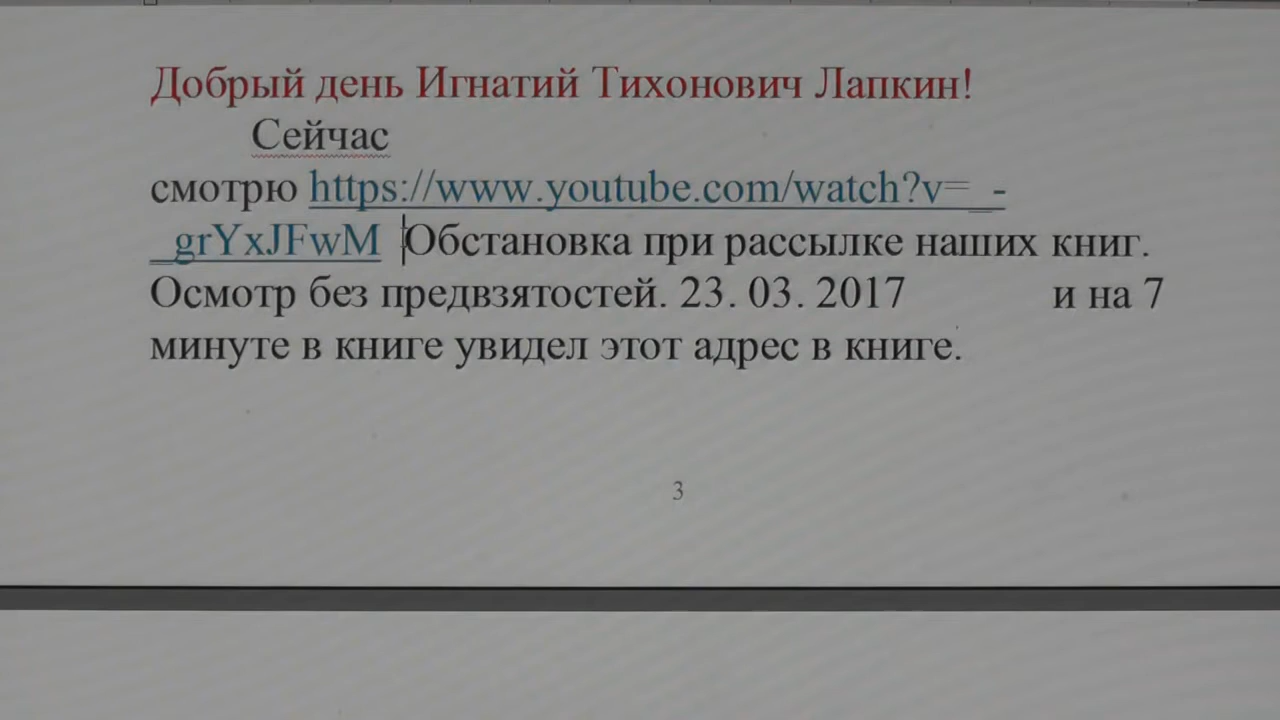 Добрый день Игнатий Тихонович Лапкин!
Сейчас
смотрю https://www.youtube.com/watch?v=_-
_grYxJFwM Обстановка при рассылке наших книг.
Осмотр без предвзятостей. 23. 03. 2017 и на 7
минуте в книге увидел этот адрес в книге.
3